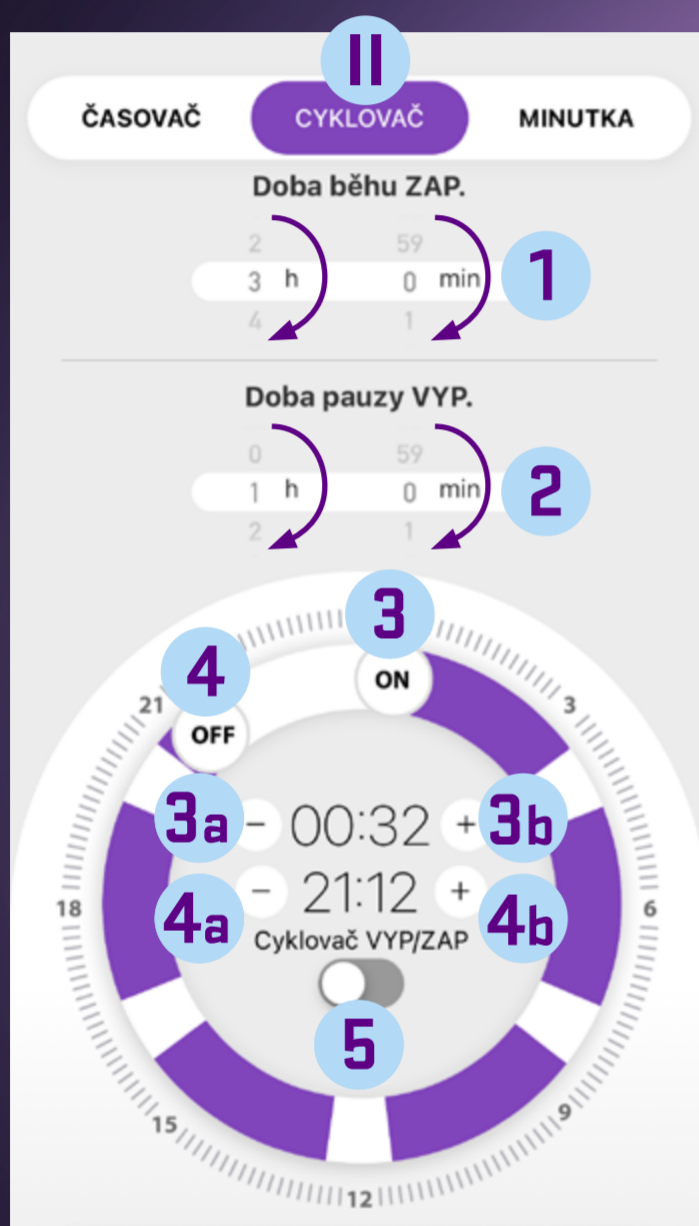 II
ČASOVAČ CYKLOVAČ MINUTKA
Doba běhu ZAP.
2 59
3 h 0 min 1
4 1
Doba pauzy VYP.
0 59
1 h 0 min 2
2 1
3
4 ON
21 3
OFF
3a - 00:32 + 3b
4a - 21:12 + 4b
18 6
Cyklovač VYP/ZAP
5
15 9
12